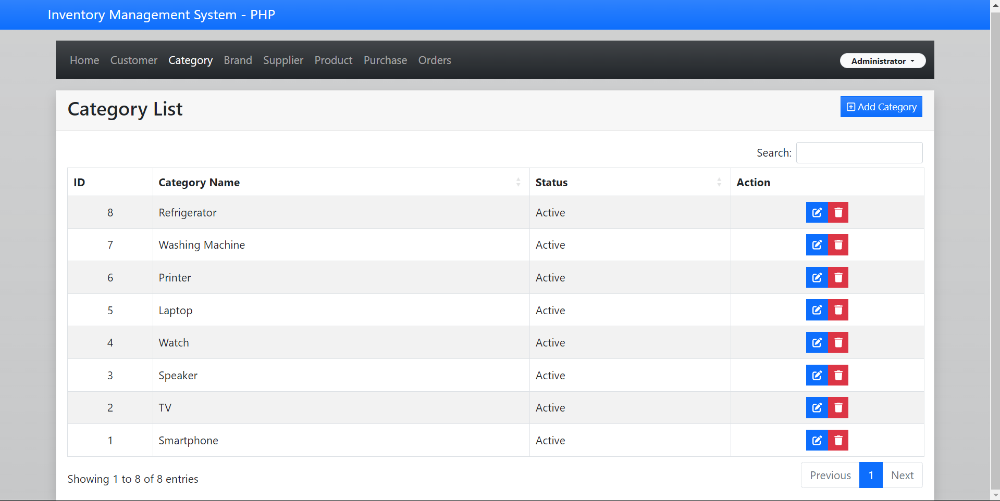 Inventory Management System - PHP
Home Customer Category Brand Supplier Product Purchase Orders Administrator
Category List
Add Category
Search:
ID Category Name Status Action
8 Refrigerator Active
7 Washing Machine Active
6 Printer Active
5 Laptop Active
4 Watch Active
3 Speaker Active
2 TV Active
1 Smartphone Active
Showing 1 to 8 of 8 entries
Previous 1 Next